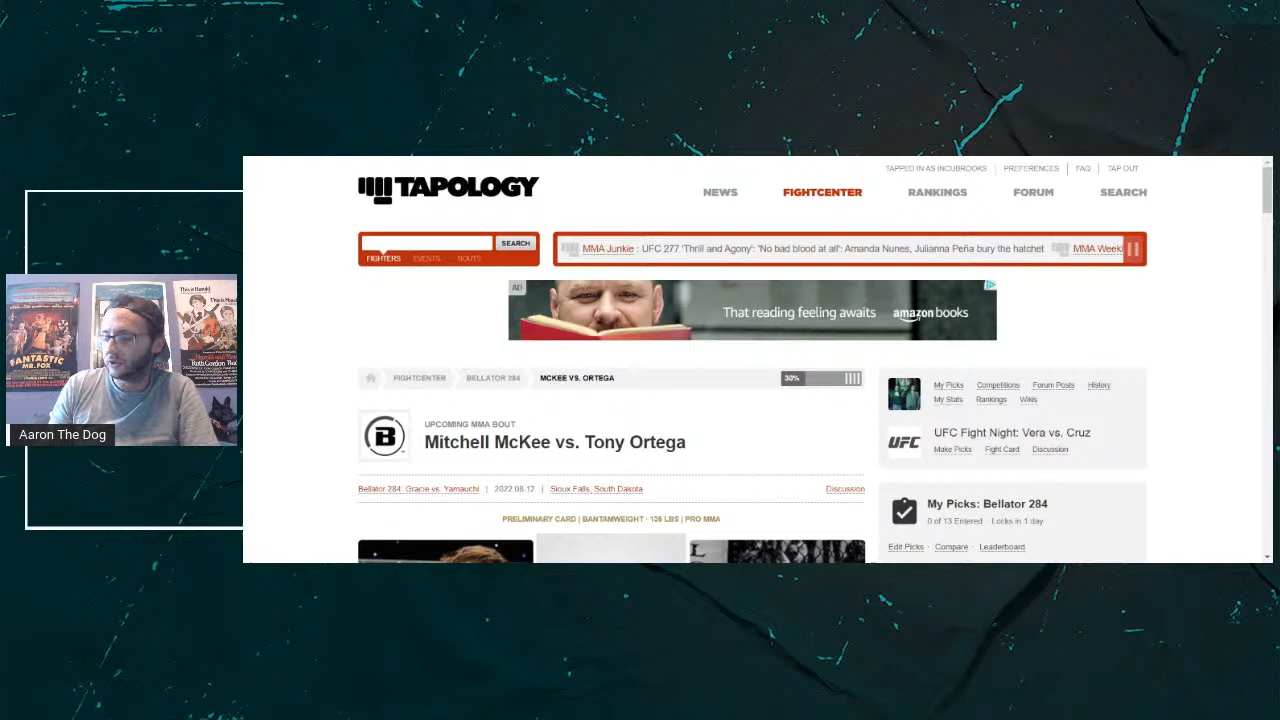 TAPPED IN AS INCUBROOKS | PREFERENCES | FAQ | TAP OUT
TAPOLOGY
NEWS FIGHTCENTER RANKINGS FORUM SEARCH
SEARCH
FIGHTERS EVENTS BOUTS
MMA Junkie : UFC 277 'Thrill and Agony': 'No bad blood at all': Amanda Nunes, Julianna Peña bury the hatchet MMA Week
AD
That reading feeling awaits amazon books
FIGHTCENTER BELLATOR 284 MCKEE VS. ORTEGA 30%
UPCOMING MMA BOUT
Mitchell McKee vs. Tony Ortega
Bellator 284: Gracie vs. Yamauchi | 2022.08.12 | Sioux Falls, South Dakota Discussion
PRELIMINARY CARD | BANTAMWEIGHT · 135 LBS | PRO MMA
My Picks Competitions Forum Posts History
My Stats Rankings Wikis
UFC
UFC Fight Night: Vera vs. Cruz
Make Picks Fight Card Discussion
My Picks: Bellator 284
0 of 13 Entered · Locks in 1 day
Edit Picks · Compare · Leaderboard
FANTASTIC
MR. FOX
This is Harold
Ruth Gordon
Aaron The Dog
B